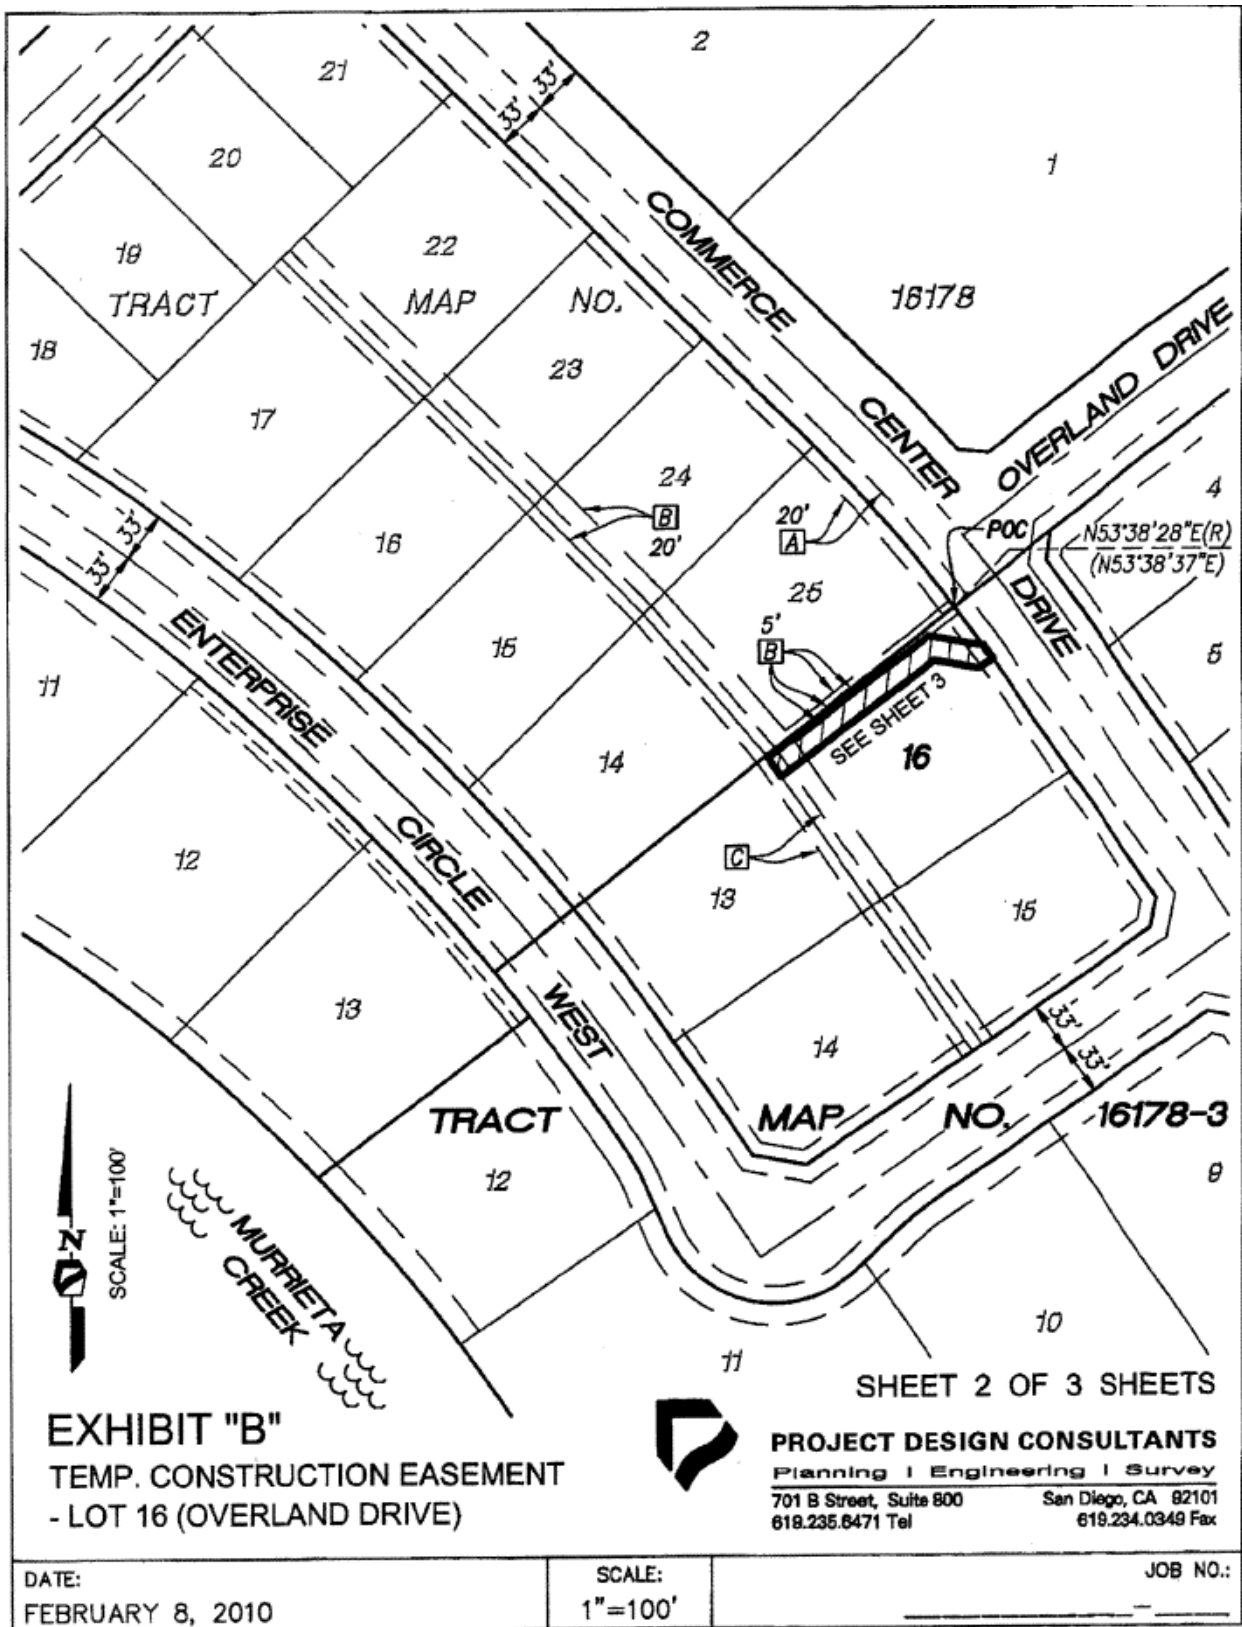 2
21
33'
33'
20
1
COMMERCE
19
22
TRACT MAP NO. 16178
18
23
OVERLAND DRIVE
17
CENTER
24
4
B
20'
20'
A
POC
N53°38'28"E(R)
(N53°38'37"E)
16
33'
33'
25
DRIVE
5'
B
ENTERPRISE
15
5
11
SEE SHEET 3
16
14
CIRCLE
12
C
13
15
13
WEST
33'
33'
14
TRACT MAP NO. 16178-3
12
9
SCALE: 1"=100'
N
MURRIETA
CREEK
10
11
SHEET 2 OF 3 SHEETS
EXHIBIT "B"
TEMP. CONSTRUCTION EASEMENT
- LOT 16 (OVERLAND DRIVE)
PROJECT DESIGN CONSULTANTS
Planning | Engineering | Survey
701 B Street, Suite 800 San Diego, CA 92101
619.235.6471 Tel 619.234.0349 Fax
DATE:
FEBRUARY 8, 2010
SCALE:
1"=100'
JOB NO.: